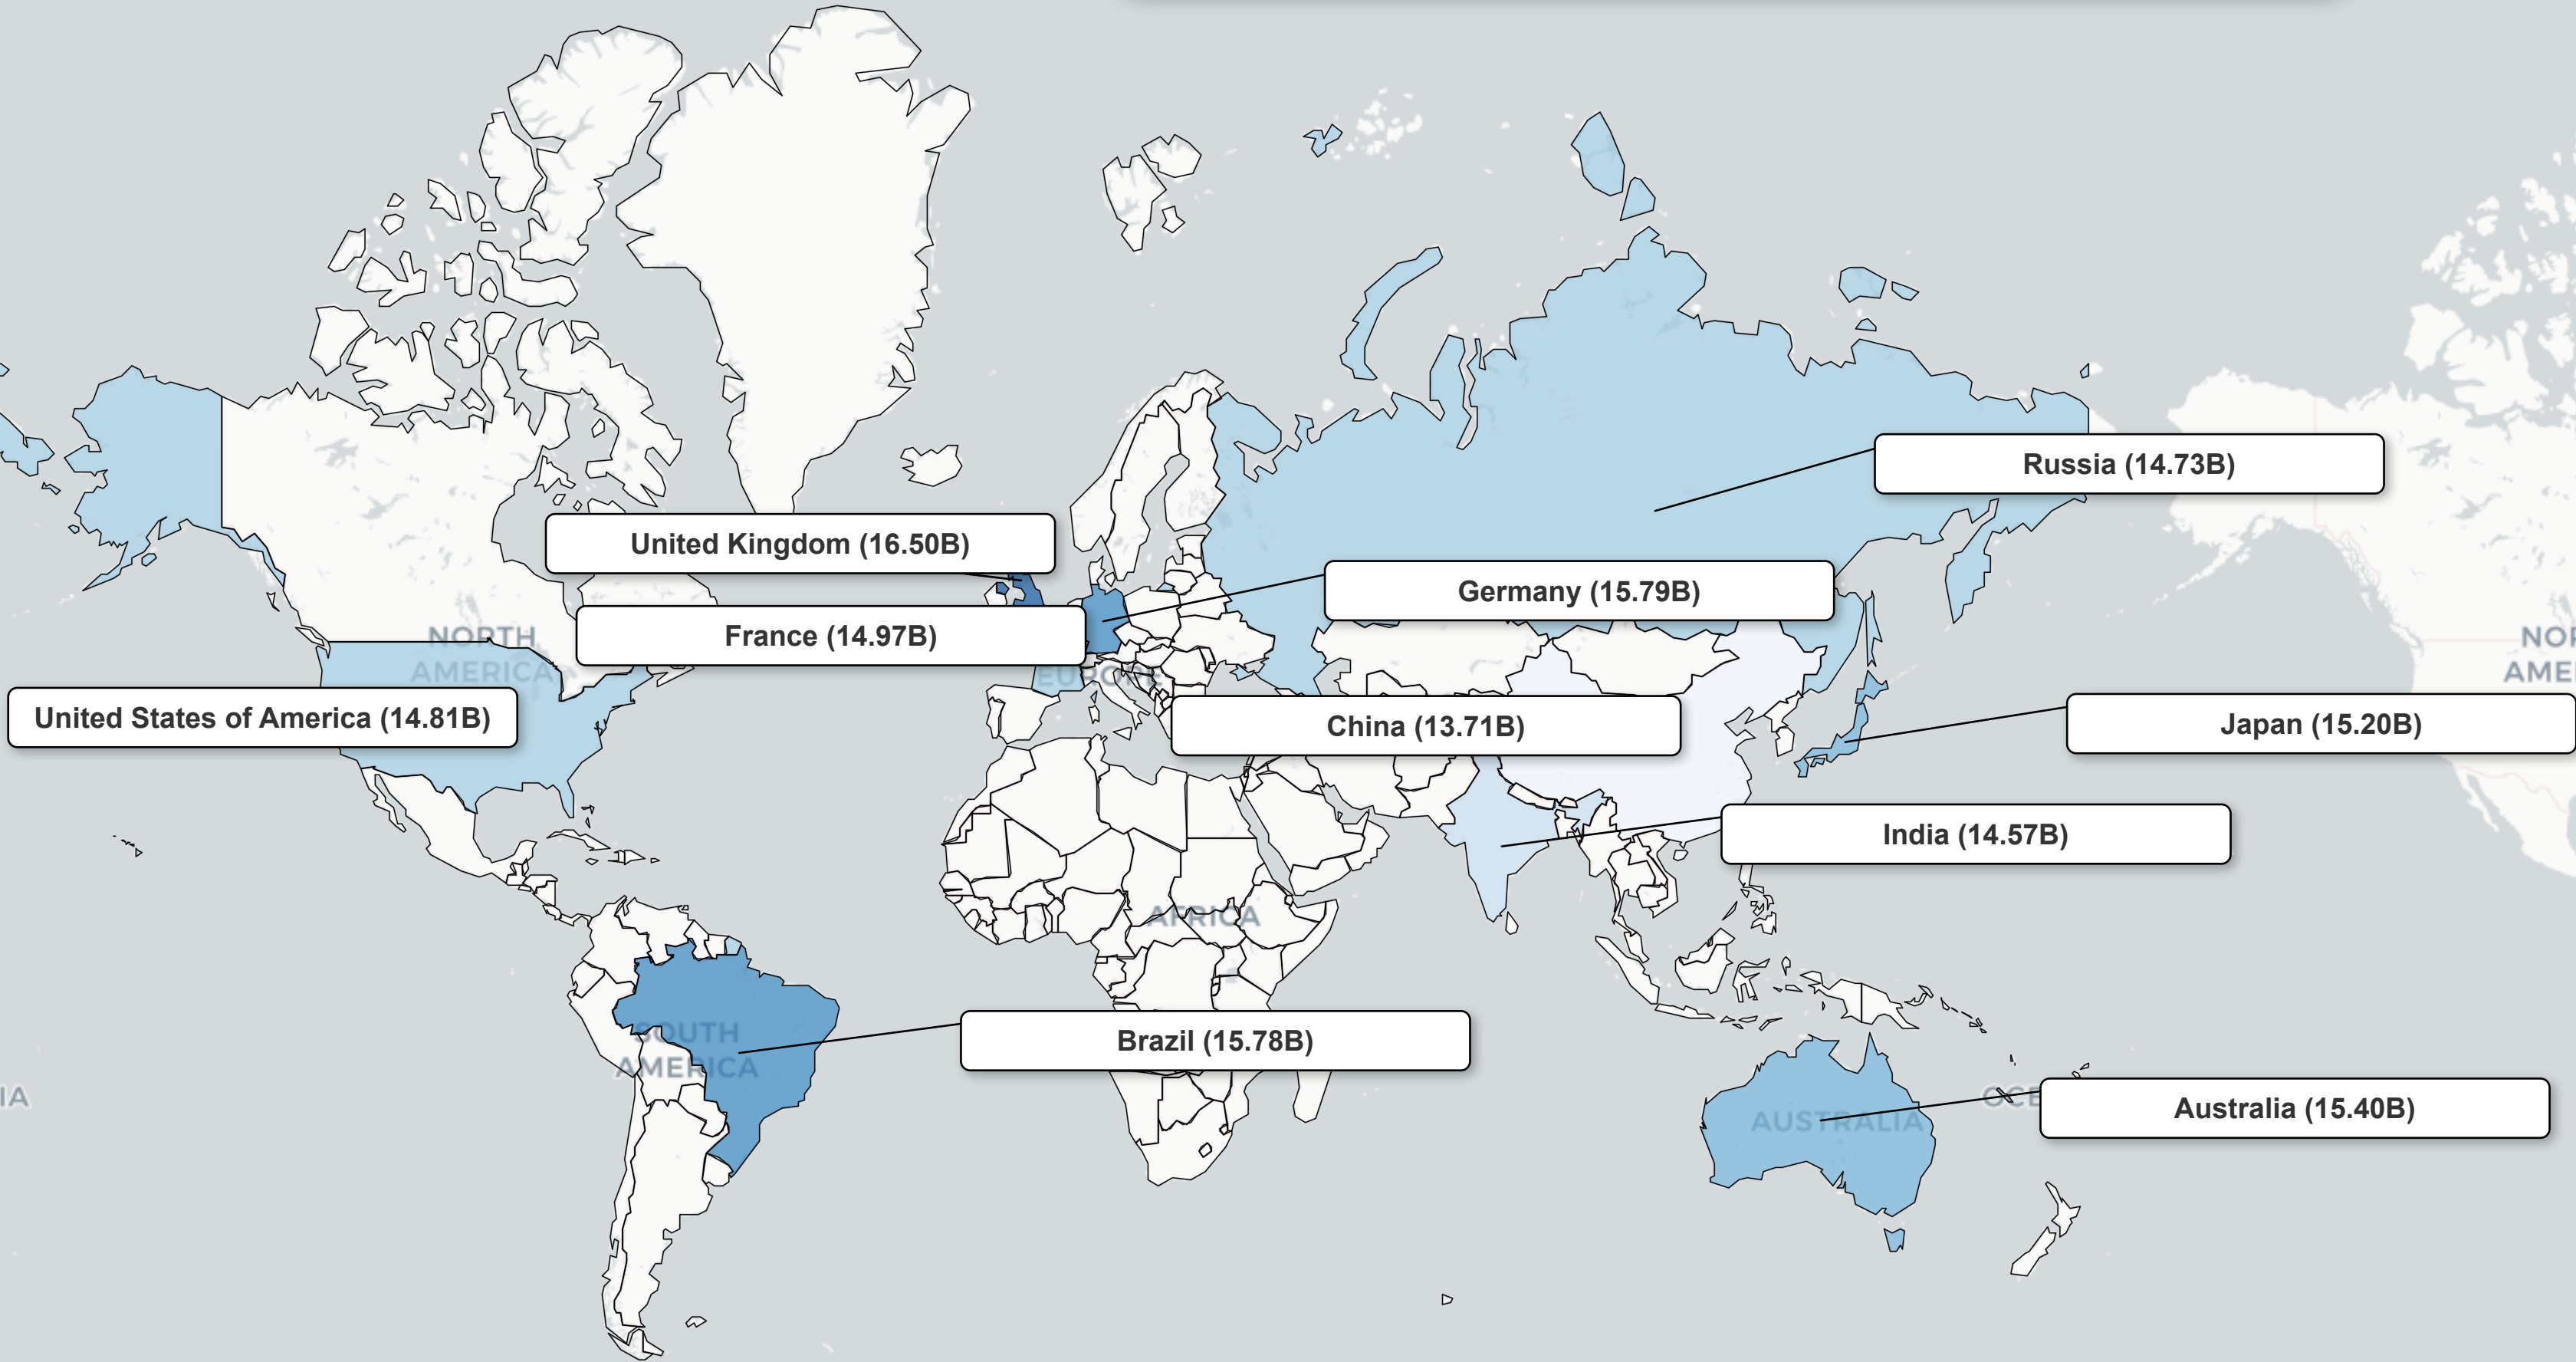 Russia (14.73B)
United Kingdom (16.50B)
Germany (15.79B)
France (14.97B)
NORTH
AMERICA
EUROPE
United States of America (14.81B)
China (13.71B)
Japan (15.20B)
India (14.57B)
AFRICA
SOUTH
AMERICA
Brazil (15.78B)
Australia (15.40B)
AUSTRALIA